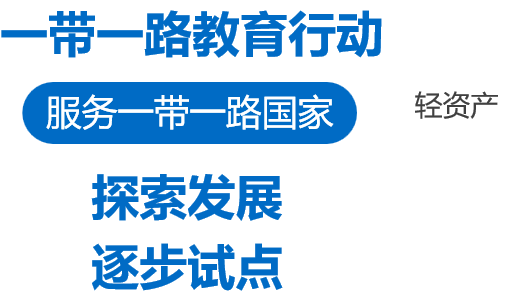 一带一路教育行动
服务一带一路国家
轻资产
探索发展
逐步试点